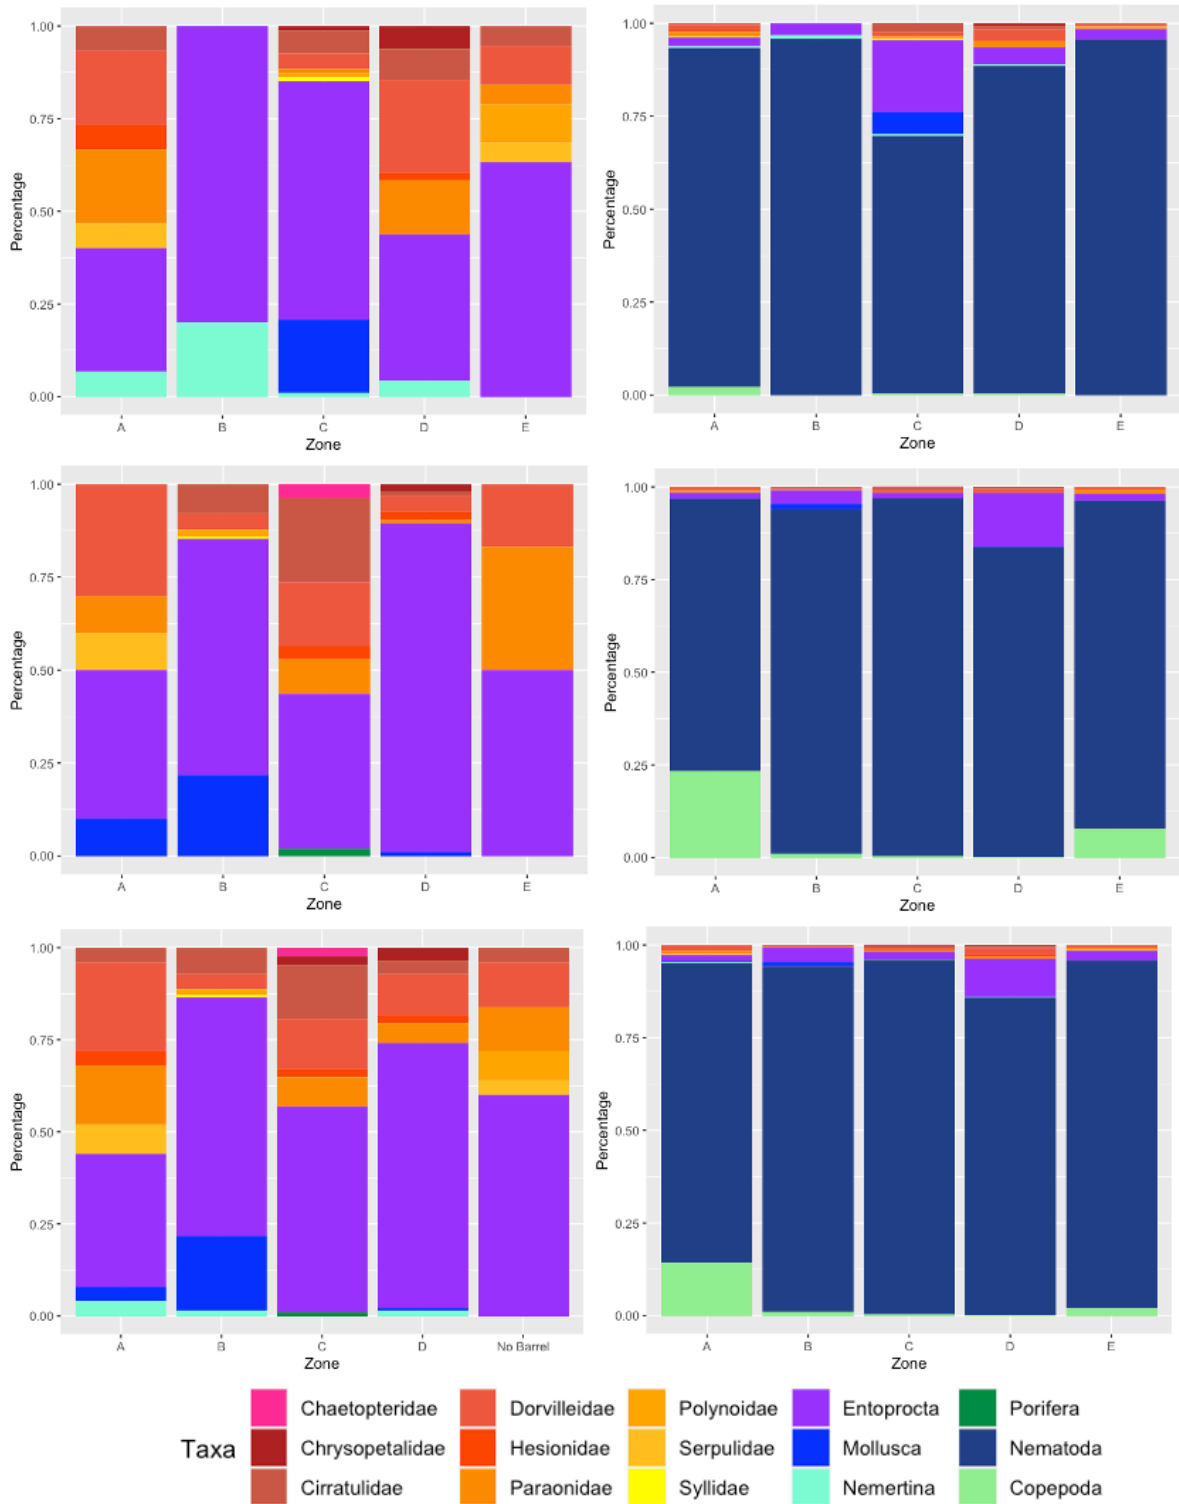 1.00
0.75
0.50
0.25
0.00
Percentage
A B C D E
Zone
1.00
0.75
0.50
0.25
0.00
Percentage
A B C D E
Zone
1.00
0.75
0.50
0.25
0.00
Percentage
A B C D E
Zone
1.00
0.75
0.50
0.25
0.00
Percentage
A B C D E
Zone
1.00
0.75
0.50
0.25
0.00
Percentage
A B C D No Barrel
Zone
1.00
0.75
0.50
0.25
0.00
Percentage
A B C D E
Zone
Taxa
Chaetopteridae Dorvilleidae Polynoidae Entoprocta Porifera
Chrysopetalidae Hesionidae Serpulidae Mollusca Nematoda
Cirratulidae Paraonidae Syllidae Nemertina Copepoda